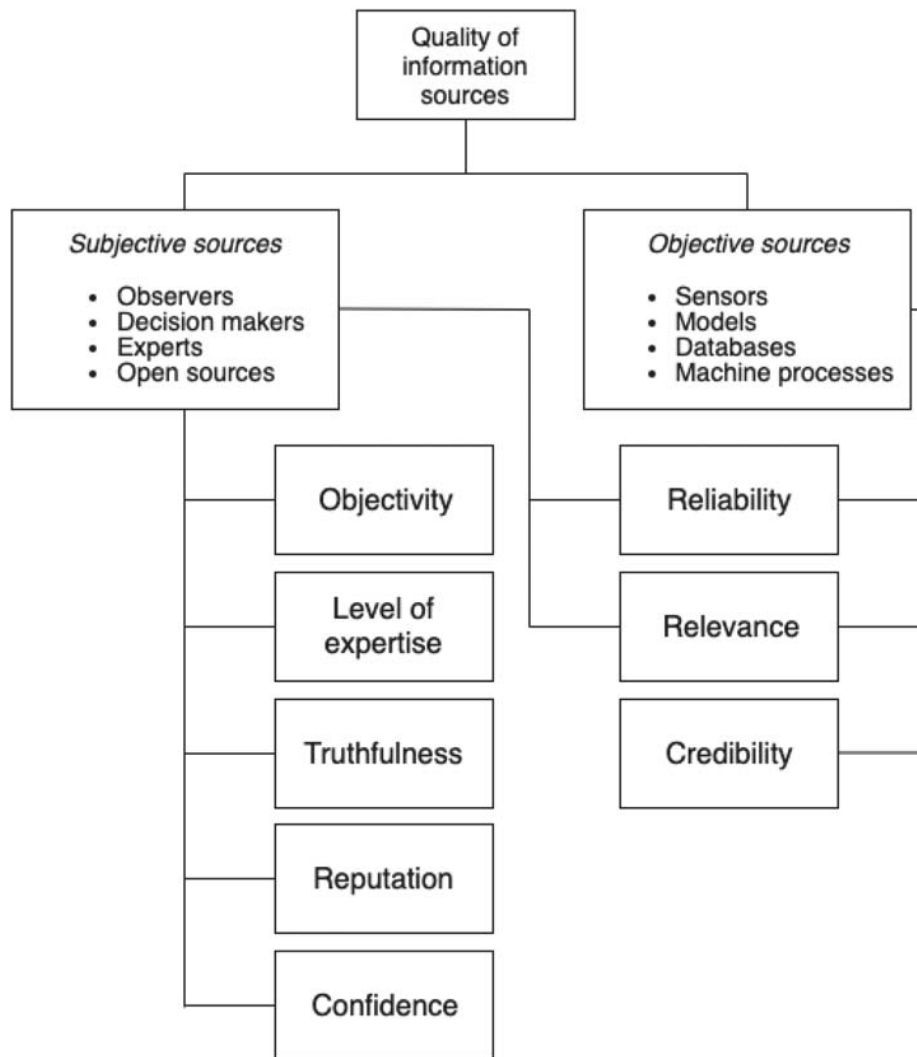 Quality of
information
sources
Subjective sources
• Observers
• Decision makers
• Experts
• Open sources
Objective sources
• Sensors
• Models
• Databases
• Machine processes
Objectivity
Reliability
Level of
expertise
Relevance
Truthfulness
Credibility
Reputation
Confidence